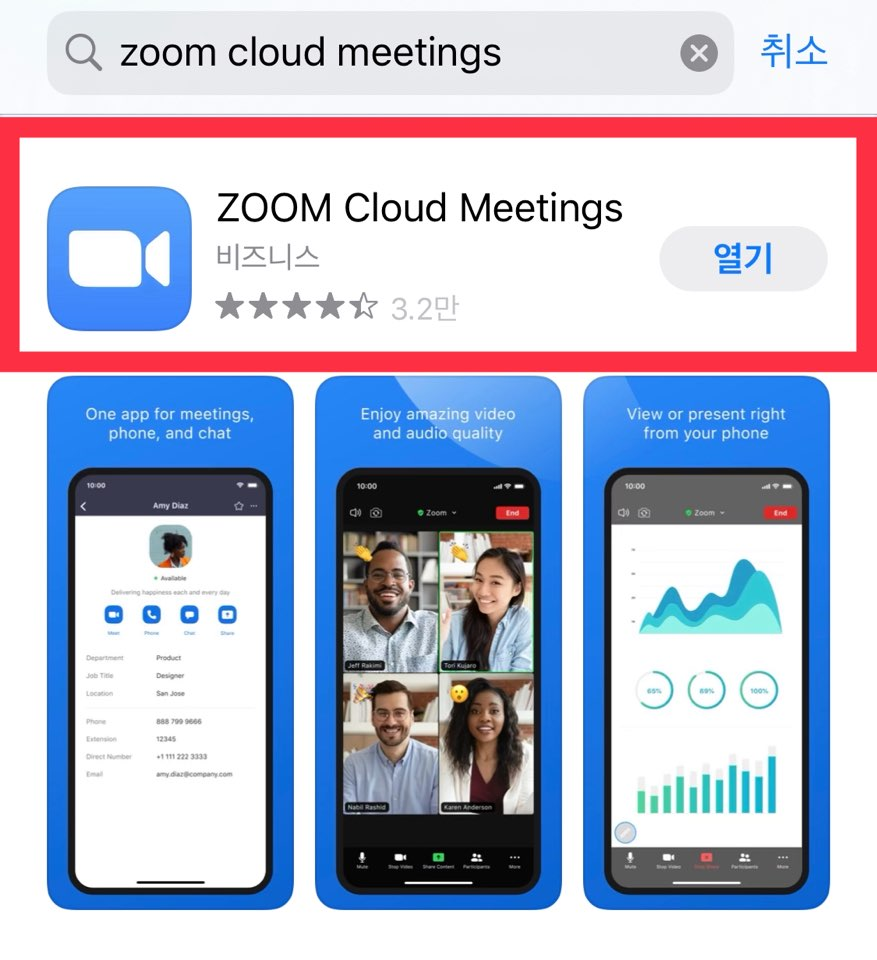 zoom cloud meetings
취소
ZOOM Cloud Meetings
비즈니스
열기
3.2만
One app for meetings,
phone, and chat
10:00
Amy Diaz
Available
Delivering happiness each and every day
Meet Phone Chat Share
Department Product
Job Title Designer
Location San Jose
Phone 888 799 9666
Extension 12345
Direct Number +1 111 222 3333
Email amy.diaz@company.com
Enjoy amazing video
and audio quality
10:00
Zoom
End
Jeff Rakimi
Tori Kujaro
Nabil Rashid
Karen Anderson
Mute Stop Video Share Content Participants More
View or present right
from your phone
10:00
Zoom
End
65% 89% 100%
Mute Stop Video Stop Share Participants More